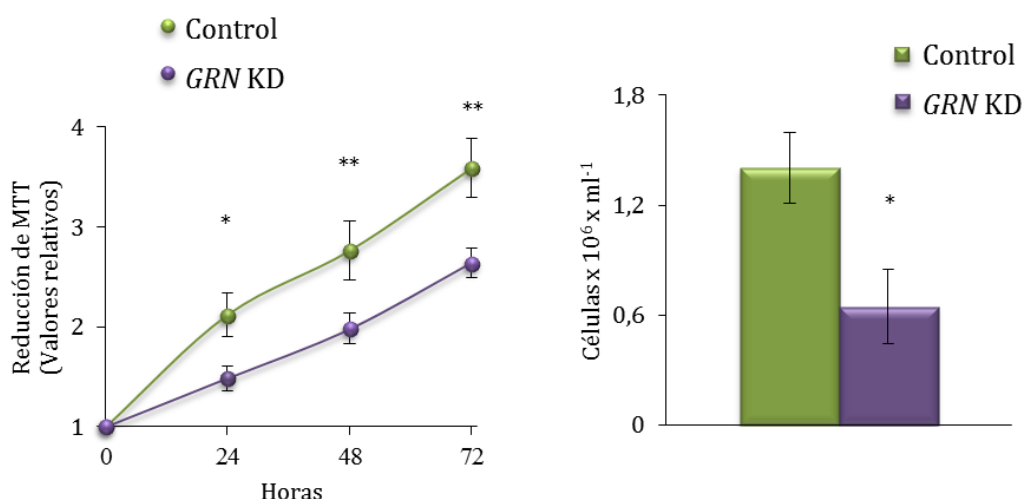 Control
GRN KD
4
3
2
1
0
24
48
72
*
**
**
Reducción de MTT
(Valores relativos)
Horas
Control
GRN KD
1,8
1,2
0,6
0
*
Células x 10⁶ x ml⁻¹